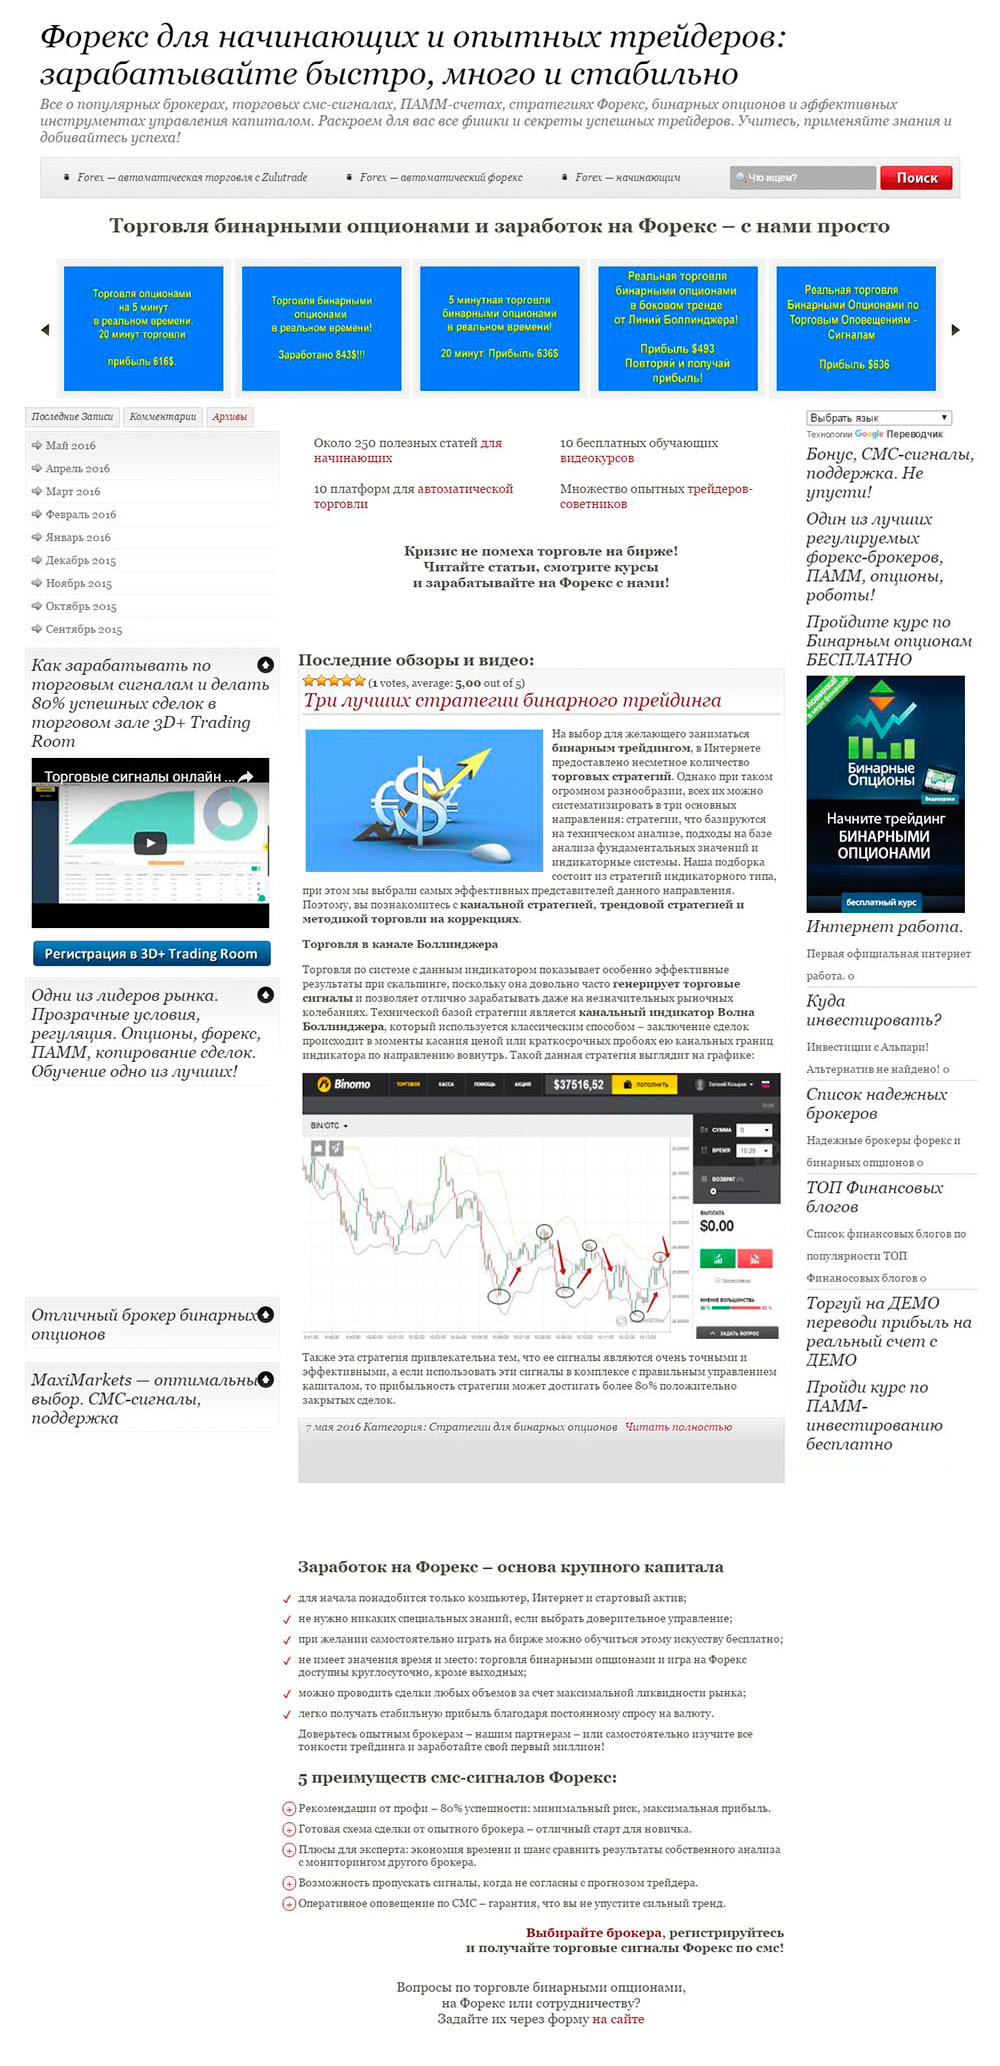 Форекс для начинающих и опытных трейдеров:
зарабатывайте быстро, много и стабильно
Все о популярных брокерах, торговых смс-сигналах, ПАММ-счетах, стратегиях Форекс, бинарных опционов и эффективных
инструментах управления капиталом. Раскроем для вас все фишки и секреты успешных трейдеров. Учитесь, применяйте знания и
добивайтесь успеха!
Forex — автоматическая торговля с Zulutrade
Forex — автоматический форекс
Forex — начинающим
Что ищем?
Поиск
Торговля бинарными опционами и заработок на Форекс – с нами просто
Торговля опционами
на 5 минут
в реальном времени.
20 минут торговли
прибыль 616$.
Торговля бинарными
опционами
в реальном времени!
Заработано 843$!!!
5 минутная торговля
бинарными опционами
в реальном времени!
20 минут. Прибыль 636$
Реальная торговля
бинарными опционами
в боковом тренде
от Линий Боллинджера!
Прибыль $493
Повторяй и получай
прибыль!
Реальная торговля
Бинарными Опционами по
Торговым Оповещениям -
Сигналам
Прибыль $636
Последние Записи
Комментарии
Архивы
Май 2016
Апрель 2016
Март 2016
Февраль 2016
Январь 2016
Декабрь 2015
Ноябрь 2015
Октябрь 2015
Сентябрь 2015
Как зарабатывать по
торговым сигналам и делать
80% успешных сделок в
торговом зале 3D+ Trading
Room
Торговые сигналы онлайн ...
Регистрация в 3D+ Trading Room
Одни из лидеров рынка.
Прозрачные условия,
регуляция. Опционы, форекс,
ПАММ, копирование сделок.
Обучение одно из лучших!
Отличный брокер бинарных
опционов
MaxiMarkets — оптимальны
выбор. СМС-сигналы,
поддержка
Около 250 полезных статей для
начинающих
10 бесплатных обучающих
видеокурсов
10 платформ для автоматической
торговли
Множество опытных трейдеров-
советников
Кризис не помеха торговле на бирже!
Читайте статьи, смотрите курсы
и зарабатывайте на Форекс с нами!
Последние обзоры и видео:
(1 votes, average: 5,00 out of 5)
Три лучших стратегии бинарного трейдинга
На выбор для желающего заниматься
бинарным трейдингом, в Интернете
предоставлено несметное количество
торговых стратегий. Однако при таком
огромном разнообразии, всех их можно
систематизировать в три основных
направления: стратегии, что базируются
на техническом анализе, подходы на базе
анализа фундаментальных значений и
индикаторные системы. Наша подборка
состоит из стратегий индикаторного типа,
при этом мы выбрали самых эффективных представителей данного направления.
Поэтому, вы познакомитесь с канальной стратегией, трендовой стратегией и
методикой торговли на коррекциях.
Торговля в канале Боллинджера
Торговля по системе с данным индикатором показывает особенно эффективные
результаты при скальпинге, поскольку она довольно часто генерирует торговые
сигналы и позволяет отлично зарабатывать даже на незначительных рыночных
колебаниях. Технической базой стратегии является канальный индикатор Волна
Боллинджера, который используется классическим способом – заключение сделок
происходит в моменты касания ценой или краткосрочных пробоях ею канальных границ
индикатора по направлению вовнутрь. Такой данная стратегия выглядит на графике:
Binomo
ТОРГОВЛЯ
КАССА
ПОМОЩЬ
АКЦИИ
$37516,52
ПОПОЛНИТЬ
Евгений Козырев
BIN/OTC
СУММА
ВРЕМЯ
10:29
ВОЗВРАТ 0%
ВЫПЛАТА
$0.00
МНЕНИЕ БОЛЬШИНСТВА
ЗАДАТЬ ВОПРОС
Также эта стратегия привлекательна тем, что ее сигналы являются очень точными и
эффективными, а если использовать эти сигналы в комплексе с правильным управлением
капиталом, то прибыльность стратегии может достигать более 80% положительно
закрытых сделок.
7 мая 2016 Категория: Стратегии для бинарных опционов Читать полностью
Выбрать язык
Технологии Google Переводчик
Бонус, СМС-сигналы,
поддержка. Не
упусти!
Один из лучших
регулируемых
форекс-брокеров,
ПАММ, опционы,
роботы!
Пройдите курс по
Бинарным опционам
БЕСПЛАТНО
Новинка!
Бинарные
Опционы
Видеокурсы
Начните трейдинг
БИНАРНЫМИ
ОПЦИОНАМИ
бесплатный курс
Интернет работа.
Первая официальная интернет
работа. 0
Куда
инвестировать?
Инвестиции с Альпари!
Альтернатив не найдено! 0
Список надежных
брокеров
Надежные брокеры форекс и
бинарных опционов 0
ТОП Финансовых
блогов
Список финансовых блогов по
популярности ТОП
Финаносовых блогов 0
Торгуй на ДЕМО
переводи прибыль на
реальный счет с
ДЕМО
Пройди курс по
ПАММ-
инвестированию
бесплатно
Заработок на Форекс – основа крупного капитала
для начала понадобится только компьютер, Интернет и стартовый актив;
не нужно никаких специальных знаний, если выбрать доверительное управление;
при желании самостоятельно играть на бирже можно обучиться этому искусству бесплатно;
не имеет значения время и место: торговля бинарными опционами и игра на Форекс
доступны круглосуточно, кроме выходных;
можно проводить сделки любых объемов за счет максимальной ликвидности рынка;
легко получать стабильную прибыль благодаря постоянному спросу на валюту.
Доверьтесь опытным брокерам – нашим партнерам – или самостоятельно изучите все
тонкости трейдинга и заработайте свой первый миллион!
5 преимуществ смс-сигналов Форекс:
Рекомендации от профи – 80% успешности: минимальный риск, максимальная прибыль.
Готовая схема сделки от опытного брокера – отличный старт для новичка.
Плюсы для эксперта: экономия времени и шанс сравнить результаты собственного анализа
с мониторингом другого брокера.
Возможность пропускать сигналы, когда не согласны с прогнозом трейдера.
Оперативное оповещение по СМС – гарантия, что вы не упустите сильный тренд.
Выбирайте брокера, регистрируйтесь
и получайте торговые сигналы Форекс по смс!
Вопросы по торговле бинарными опционами,
на Форекс или сотрудничеству?
Задайте их через форму на сайте